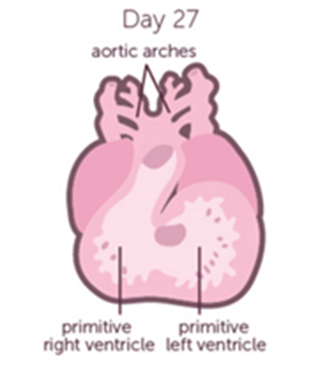 Day 27
aortic arches
primitive primitive
right ventricle left ventricle